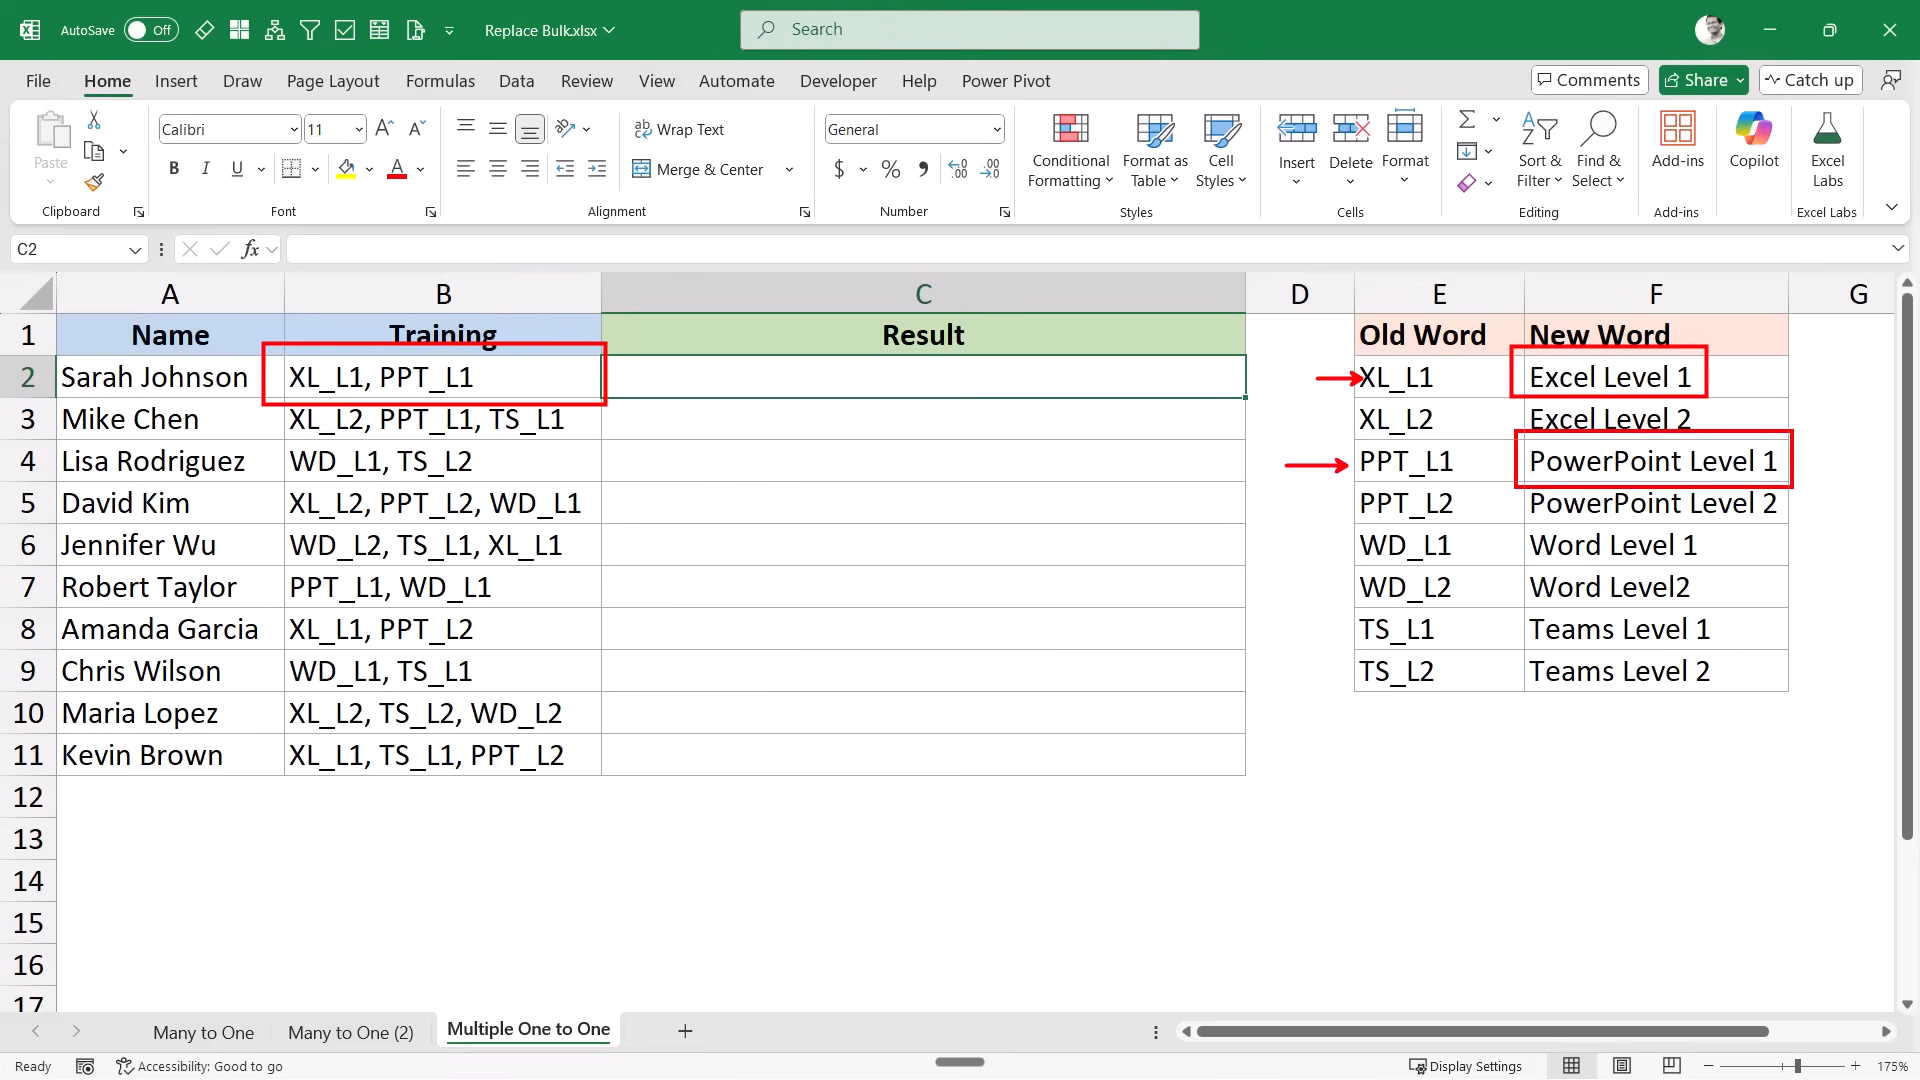 AutoSave Off Replace Bulk.xlsx Search
File Home Insert Draw Page Layout Formulas Data Review View Automate Developer Help Power Pivot Comments Share Catch up
Paste
Clipboard
Calibri 11
B I U
Font
Wrap Text
Merge & Center
Alignment
General
$ % 9 .00 .00
Number
Conditional Formatting
Format as Table
Cell Styles
Styles
Insert
Delete
Format
Cells
Sort & Filter
Find & Select
Editing
Add-ins
Add-ins
Copilot
Excel Labs
Excel Labs
C2 fx
A B C D E F G
1 Name Training Result Old Word New Word
2 Sarah Johnson XL_L1, PPT_L1 XL_L1 Excel Level 1
3 Mike Chen XL_L2, PPT_L1, TS_L1 XL_L2 Excel Level 2
4 Lisa Rodriguez WD_L1, TS_L2 PPT_L1 PowerPoint Level 1
5 David Kim XL_L2, PPT_L2, WD_L1 PPT_L2 PowerPoint Level 2
6 Jennifer Wu WD_L2, TS_L1, XL_L1 WD_L1 Word Level 1
7 Robert Taylor PPT_L1, WD_L1 WD_L2 Word Level2
8 Amanda Garcia XL_L1, PPT_L2 TS_L1 Teams Level 1
9 Chris Wilson WD_L1, TS_L1 TS_L2 Teams Level 2
10 Maria Lopez XL_L2, TS_L2, WD_L2
11 Kevin Brown XL_L1, TS_L1, PPT_L2
12
13
14
15
16
17
Many to One Many to One (2) Multiple One to One
Ready Accessibility: Good to go Display Settings 175%